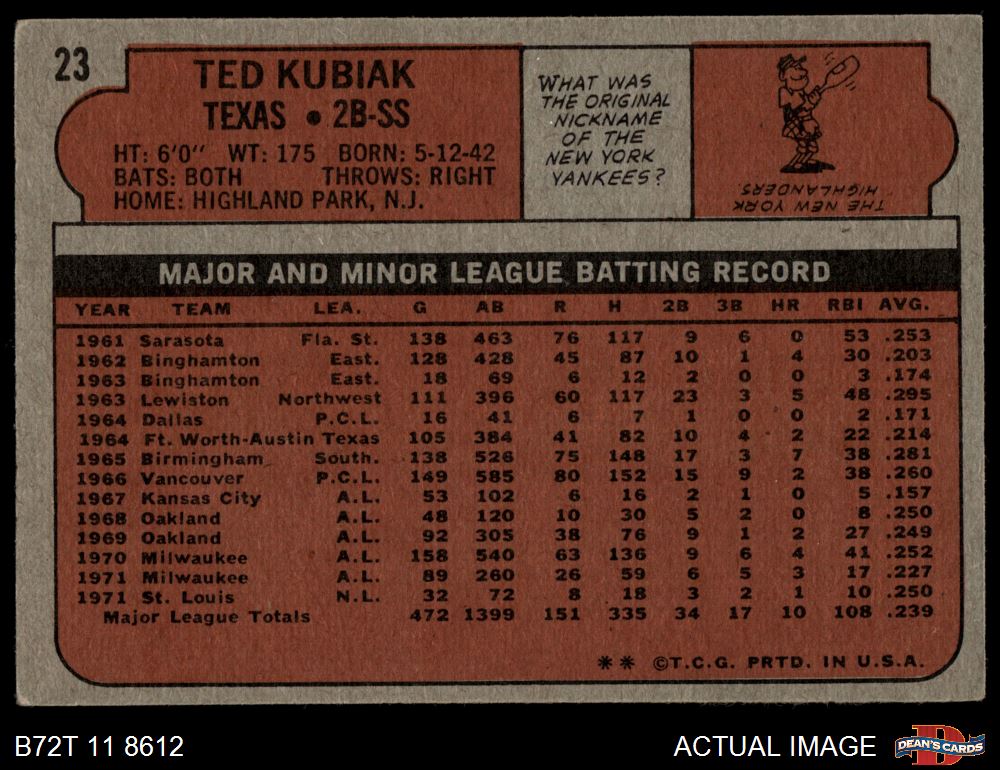 23
TED KUBIAK
TEXAS • 2B-SS
HT: 6'0" WT: 175 BORN: 5-12-42
BATS: BOTH THROWS: RIGHT
HOME: HIGHLAND PARK, N.J.
WHAT WAS
THE ORIGINAL
NICKNAME
OF THE
NEW YORK
YANKEES?
THE NEW YORK
HIGHLANDERS.
MAJOR AND MINOR LEAGUE BATTING RECORD
YEAR TEAM LEA. G AB R H 2B 3B HR RBI AVG.
1961 Sarasota Fla. St. 138 463 76 117 9 6 0 53 .253
1962 Binghamton East. 128 428 45 87 10 1 4 30 .203
1963 Binghamton East. 18 69 6 12 2 0 0 3 .174
1963 Lewiston Northwest 111 396 60 117 23 3 5 48 .295
1964 Dallas P.C.L. 16 41 6 7 1 0 0 2 .171
1964 Ft. Worth-Austin Texas 105 384 41 82 10 4 2 22 .214
1965 Birmingham South. 138 526 75 148 17 3 7 38 .281
1966 Vancouver P.C.L. 149 585 80 152 15 9 2 38 .260
1967 Kansas City A.L. 53 102 6 16 2 1 0 5 .157
1968 Oakland A.L. 48 120 10 30 5 2 0 8 .250
1969 Oakland A.L. 92 305 38 76 9 1 2 27 .249
1970 Milwaukee A.L. 158 540 63 136 9 6 4 41 .252
1971 Milwaukee A.L. 89 260 26 59 6 5 3 17 .227
1971 St. Louis N.L. 32 72 8 18 3 2 1 10 .250
Major League Totals 472 1399 151 335 34 17 10 108 .239
** ©T.C.G. PRTD. IN U.S.A.
B72T 11 8612
ACTUAL IMAGE
D
DEAN'S CARDS